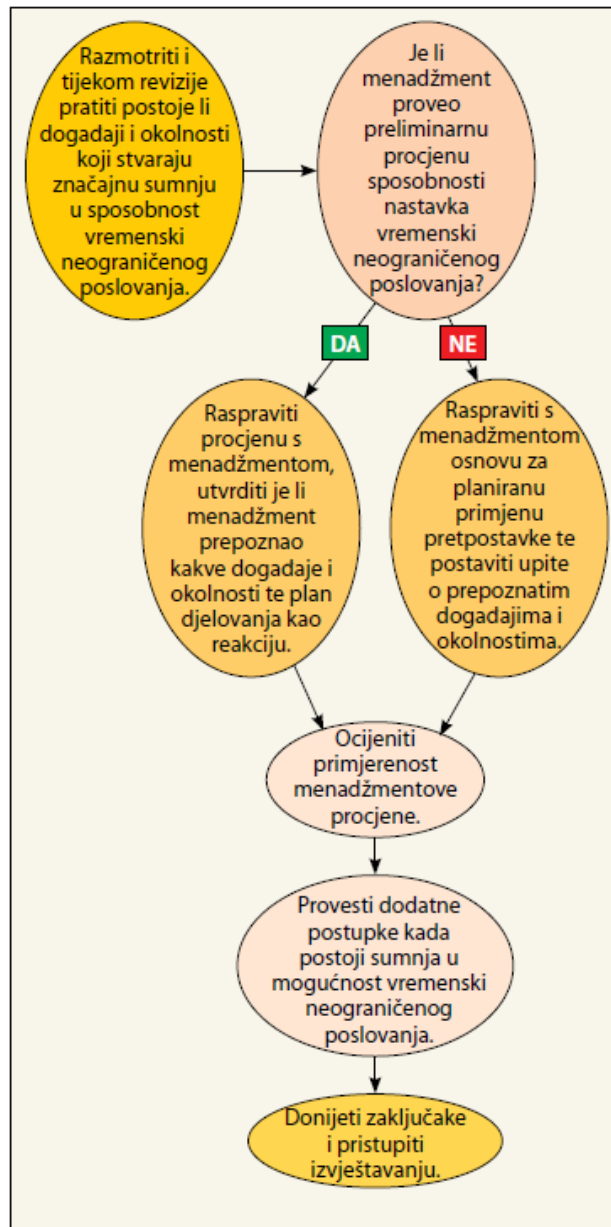 Razmotriti i
tijekom revizije
pratiti postoje li
događaji i okolnosti
koji stvaraju
značajnu sumnju
u sposobnost
vremenski
neograničenog
poslovanja.
Je li
menadžment
proveo
preliminarnu
procjenu
sposobnosti
nastavka
vremenski
neograničenog
poslovanja?
DA
NE
Raspraviti
procjenu s
menadžmentom,
utvrditi je li
menadžment
prepoznao
kakve događaje i
okolnosti te plan
djelovanja kao
reakciju.
Raspraviti s
menadžmentom
osnovu za
planiranu
primjenu
pretpostavke te
postaviti upite
o prepoznatim
događajima i
okolnostima.
Ocijeniti
primjerenost
menadžmentove
procjene.
Provesti dodatne
postupke kada
postoji sumnja u
mogućnost vremenski
neograničenog
poslovanja.
Donijeti zaključake
i pristupiti
izvještavanju.